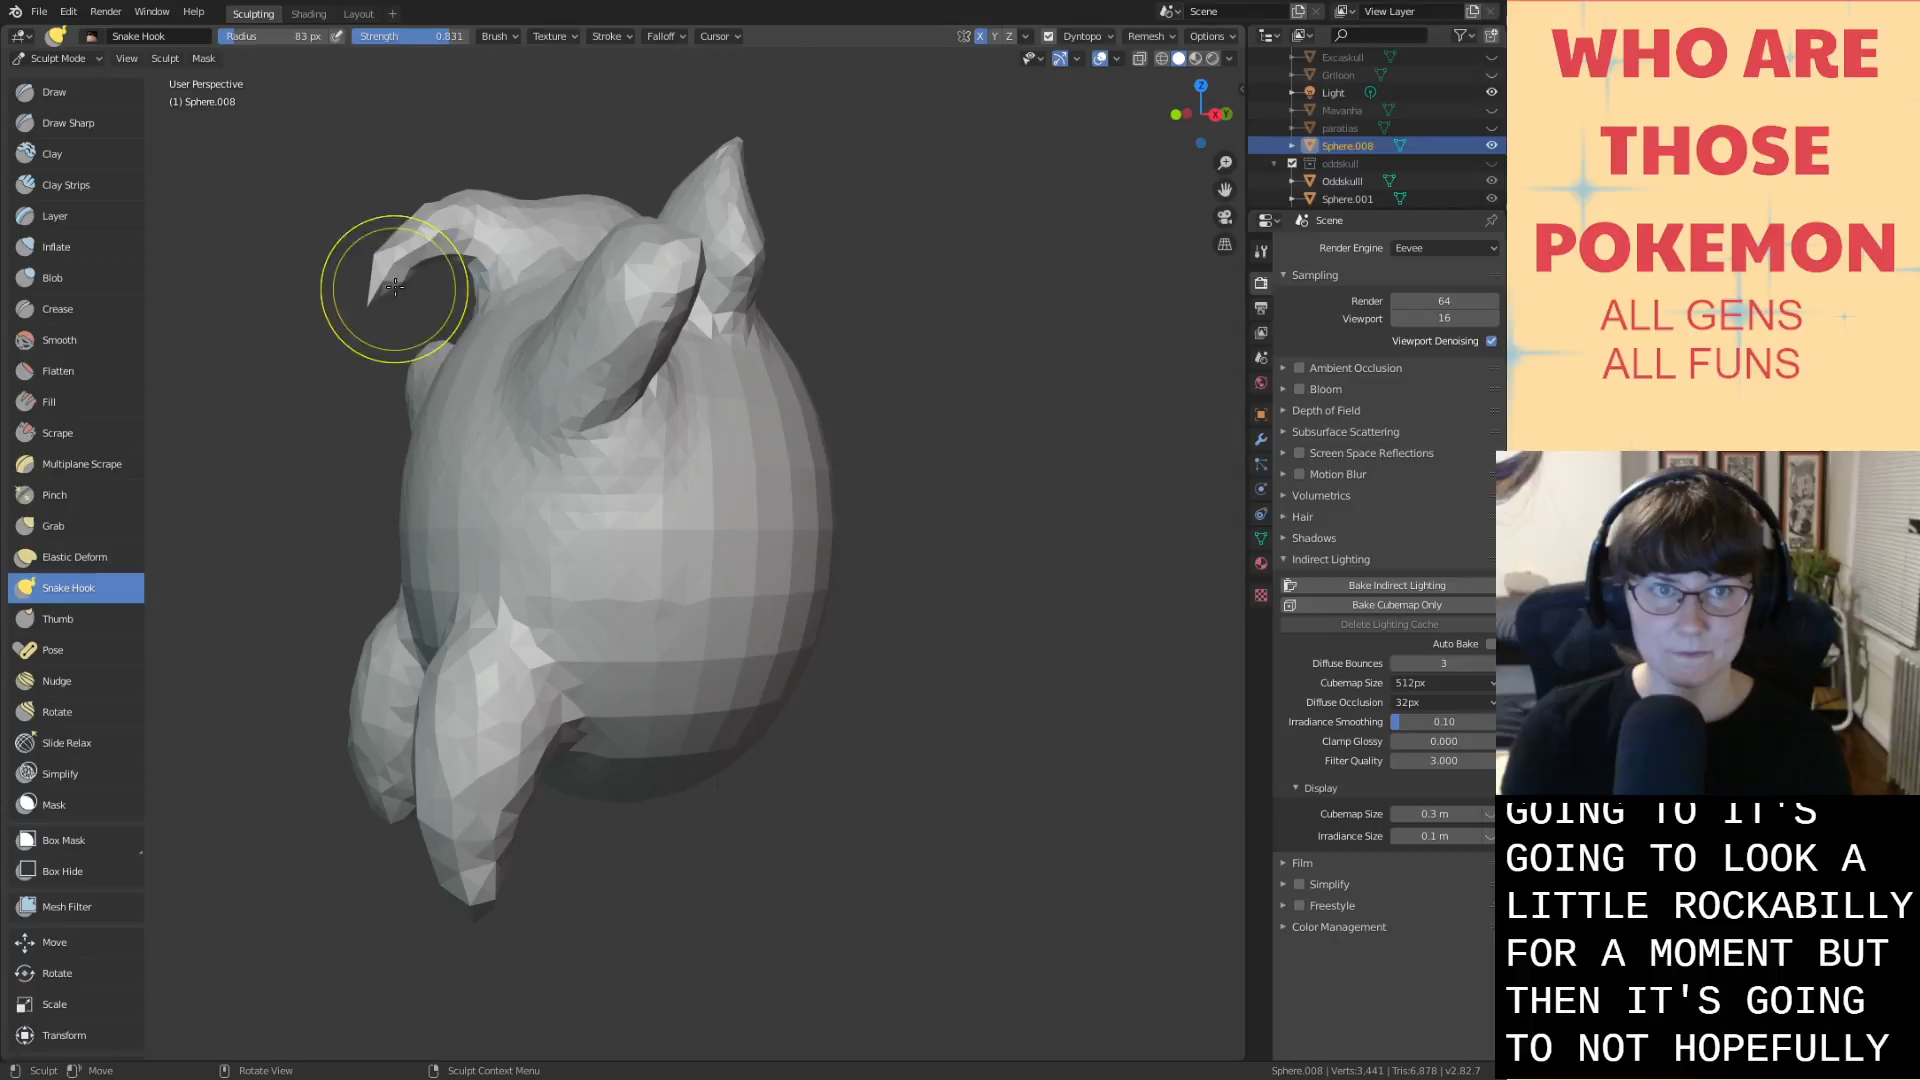 File Edit Render Window Help Sculpting Shading Layout + Scene View Layer
Snake Hook Radius 83 px Strength 0.831 Brush Texture Stroke Falloff Cursor X Y Z Dyntopo Remesh Options
Sculpt Mode View Sculpt Mask
User Perspective
(1) Sphere.008
Draw
Draw Sharp
Clay
Clay Strips
Layer
Inflate
Blob
Crease
Smooth
Flatten
Fill
Scrape
Multiplane Scrape
Pinch
Grab
Elastic Deform
Snake Hook
Thumb
Pose
Nudge
Rotate
Slide Relax
Simplify
Mask
Box Mask
Box Hide
Mesh Filter
Move
Rotate
Scale
Transform
Z
X Y
Excaskull
Griloon
Light
Mavanha
paratias
Sphere.008
oddskull
Oddskulll
Sphere.001
Scene
Render Engine Eevee
Sampling
Render 64
Viewport 16
Viewport Denoising
Ambient Occlusion
Bloom
Depth of Field
Subsurface Scattering
Screen Space Reflections
Motion Blur
Volumetrics
Hair
Shadows
Indirect Lighting
Bake Indirect Lighting
Bake Cubemap Only
Delete Lighting Cache
Auto Bake
Diffuse Bounces 3
Cubemap Size 512px
Diffuse Occlusion 32px
Irradiance Smoothing 0.10
Clamp Glossy 0.000
Filter Quality 3.000
Display
Cubemap Size 0.3 m
Irradiance Size 0.1 m
Film
Simplify
Freestyle
Color Management
WHO ARE
THOSE
POKEMON
ALL GENS
ALL FUNS
GOING TO IT'S
GOING TO LOOK A
LITTLE ROCKABILLY
FOR A MOMENT BUT
THEN IT'S GOING
TO NOT HOPEFULLY
Sculpt Move Rotate View Sculpt Context Menu Sphere.008 | Verts:3,441 | Tris:6,878 | v2.82.7